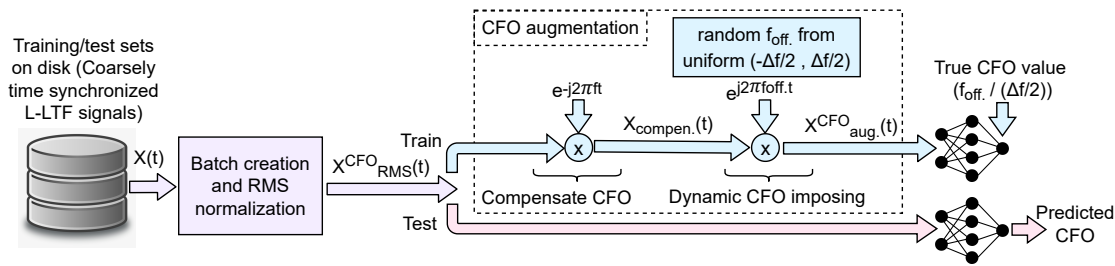 Training/test sets
on disk (Coarsely
time synchronized
L-LTF signals)
X(t)
Batch creation
and RMS
normalization
X^CFO_RMS(t)
Train
Test
CFO augmentation
random f_off. from
uniform (-Δf/2 , Δf/2)
e^-j2πft
e^j2πfoff.t
x
X_compen.(t)
x
X^CFO_aug.(t)
Compensate CFO
Dynamic CFO imposing
True CFO value
(f_off. / (Δf/2))
Predicted
CFO